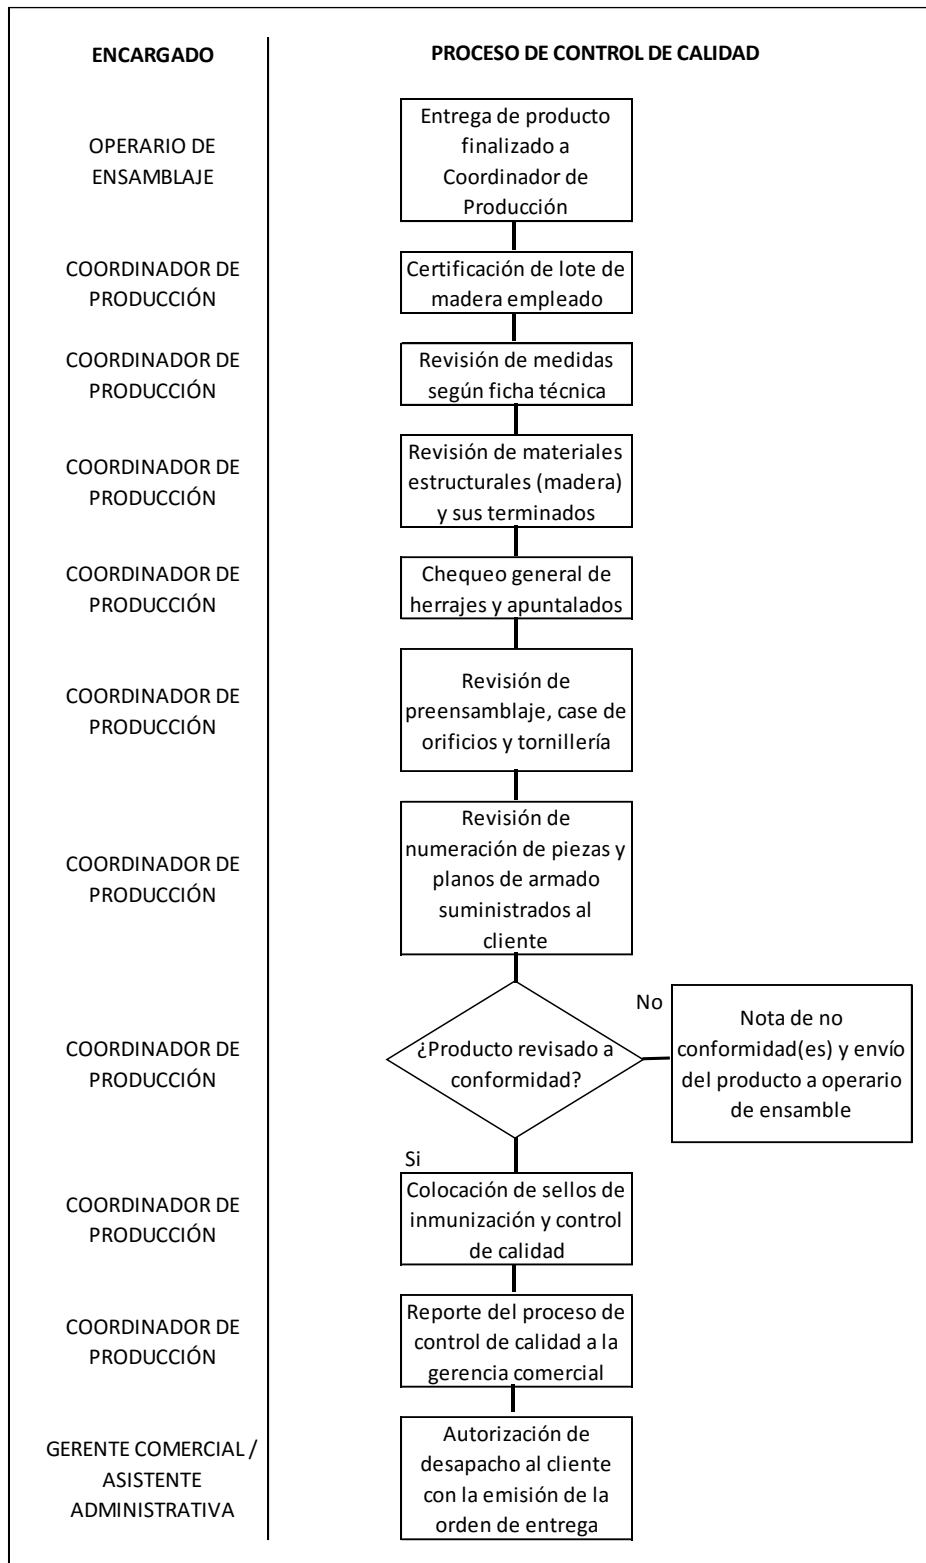 ENCARGADO
PROCESO DE CONTROL DE CALIDAD
OPERARIO DE
ENSAMBLAJE
Entrega de producto
finalizado a
Coordinador de
Producción
COORDINADOR DE
PRODUCCIÓN
Certificación de lote de
madera empleado
COORDINADOR DE
PRODUCCIÓN
Revisión de medidas
según ficha técnica
COORDINADOR DE
PRODUCCIÓN
Revisión de materiales
estructurales (madera)
y sus terminados
COORDINADOR DE
PRODUCCIÓN
Chequeo general de
herrajes y apuntalados
COORDINADOR DE
PRODUCCIÓN
Revisión de
preensamblaje, case de
orificios y tornillería
COORDINADOR DE
PRODUCCIÓN
Revisión de
numeración de piezas y
planos de armado
suministrados al
cliente
COORDINADOR DE
PRODUCCIÓN
¿Producto revisado a
conformidad?
No
Nota de no
conformidad(es) y envío
del producto a operario
de ensamble
Si
COORDINADOR DE
PRODUCCIÓN
Colocación de sellos de
inmunización y control
de calidad
COORDINADOR DE
PRODUCCIÓN
Reporte del proceso de
control de calidad a la
gerencia comercial
GERENTE COMERCIAL /
ASISTENTE
ADMINISTRATIVA
Autorización de
desapacho al cliente
con la emisión de la
orden de entrega